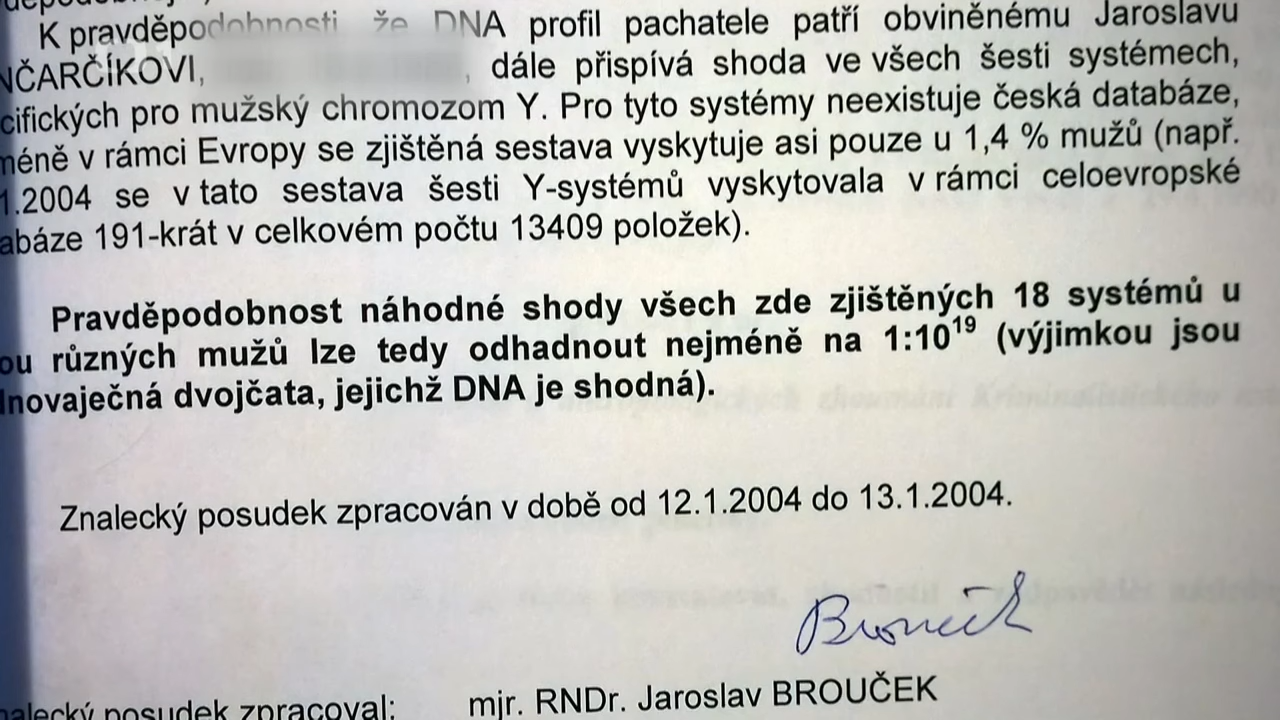 K pravděpodobnosti že DNA profil pachatele patří obviněnému Jaroslavu
NČARČÍKOVI, , dále přispívá shoda ve všech šesti systémech,
cifických pro mužský chromozom Y. Pro tyto systémy neexistuje česká databáze,
méně v rámci Evropy se zjištěná sestava vyskytuje asi pouze u 1,4 % mužů (např.
1.2004 se v tato sestava šesti Y-systémů vyskytovala v rámci celoevropské
abáze 191-krát v celkovém počtu 13409 položek).
Pravděpodobnost náhodné shody všech zde zjištěných 18 systémů u
ou různých mužů lze tedy odhadnout nejméně na 1:10¹⁹ (výjimkou jsou
novaječná dvojčata, jejichž DNA je shodná).
Znalecký posudek zpracován v době od 12.1.2004 do 13.1.2004.
Brouček
nalecký posudek zpracoval: mjr. RNDr. Jaroslav BROUČEK